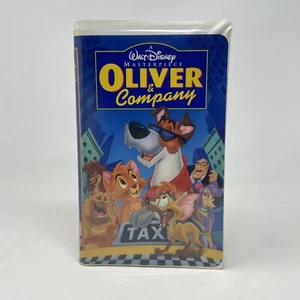 A
Walt Disney
MASTERPIECE
OLIVER
&
Company
TAX